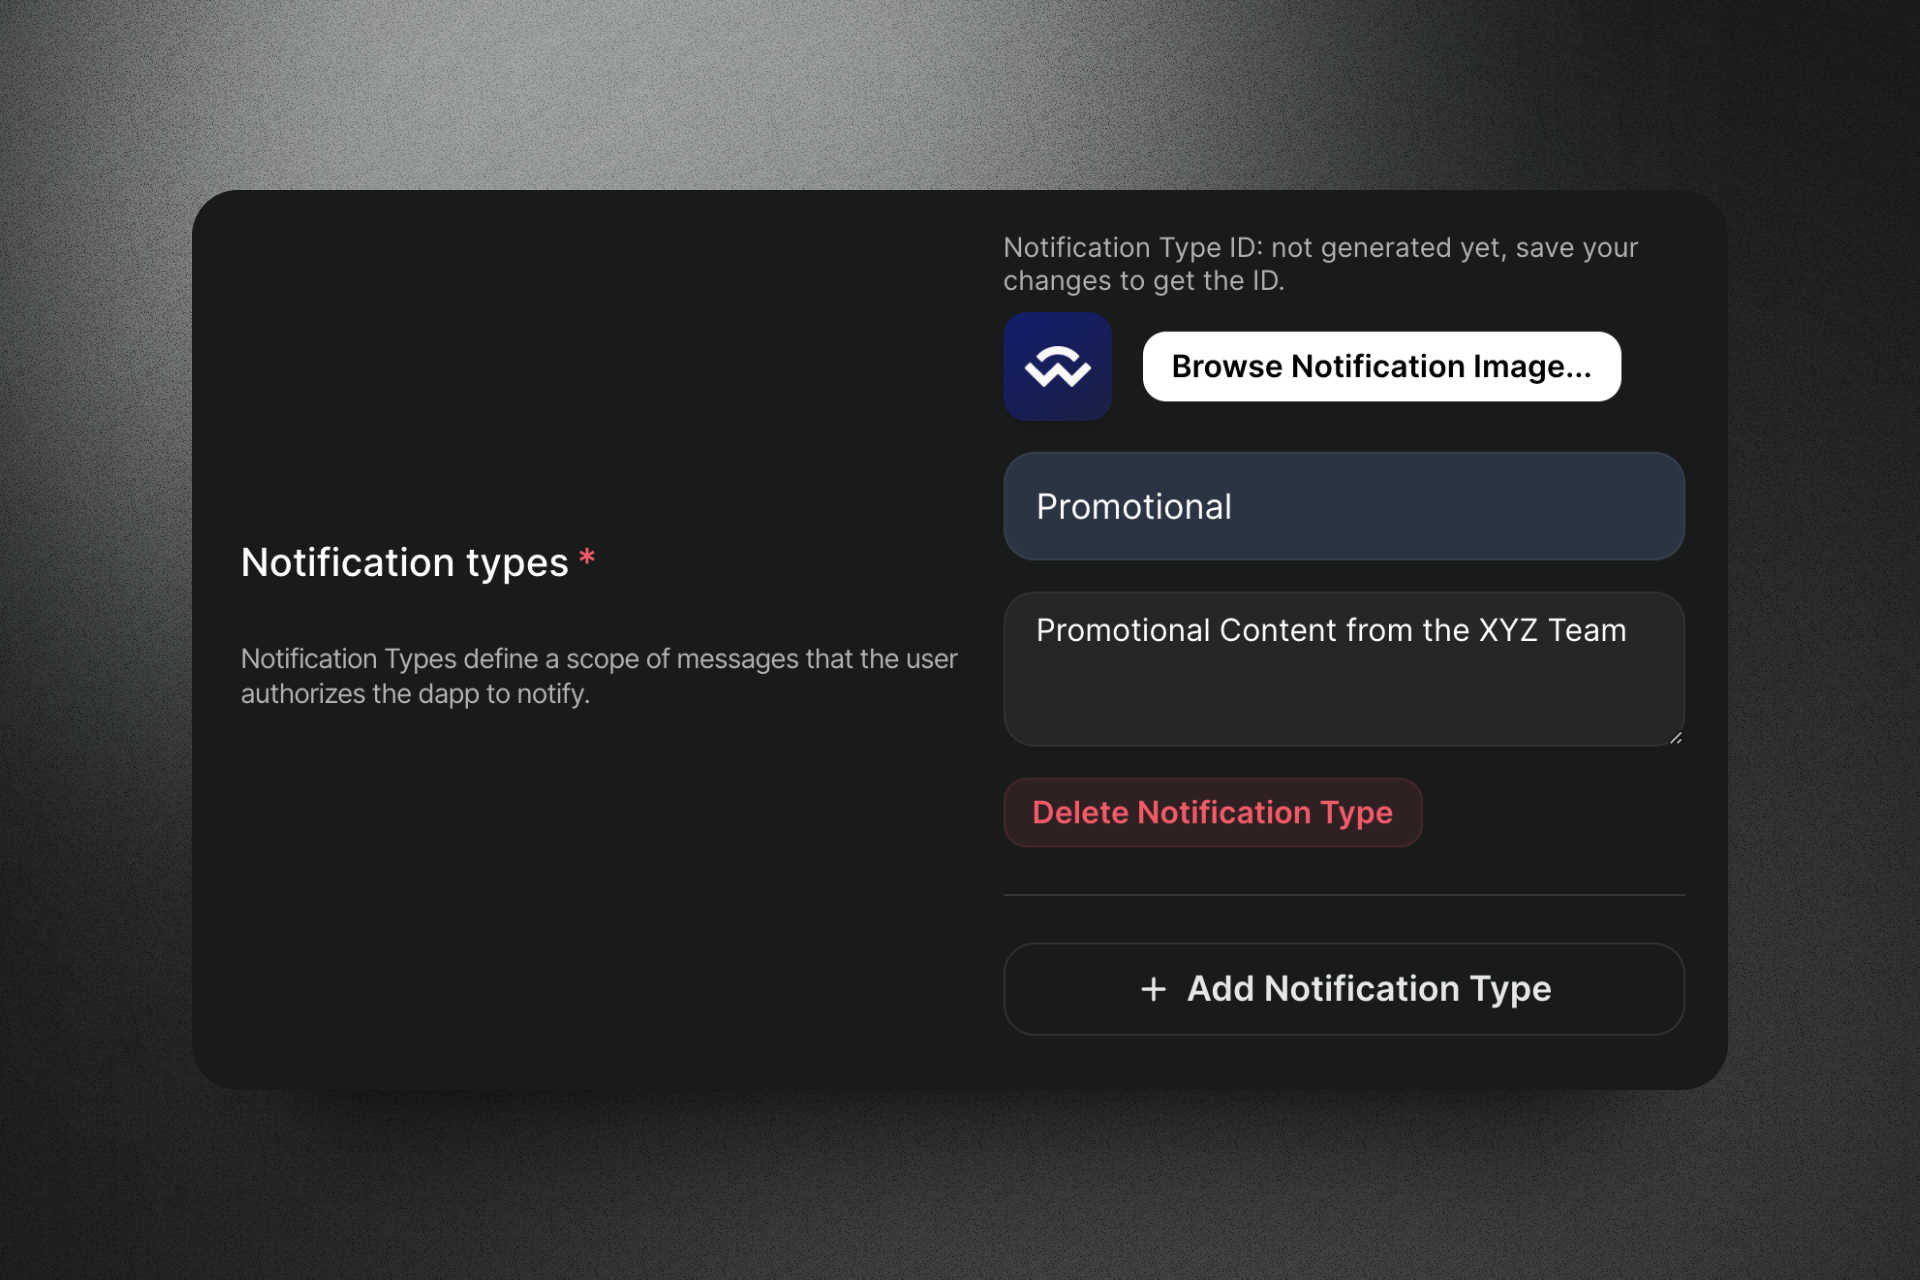 Notification types *
Notification Types define a scope of messages that the user
authorizes the dapp to notify.
Notification Type ID: not generated yet, save your
changes to get the ID.
Browse Notification Image...
Promotional
Promotional Content from the XYZ Team
Delete Notification Type
+ Add Notification Type